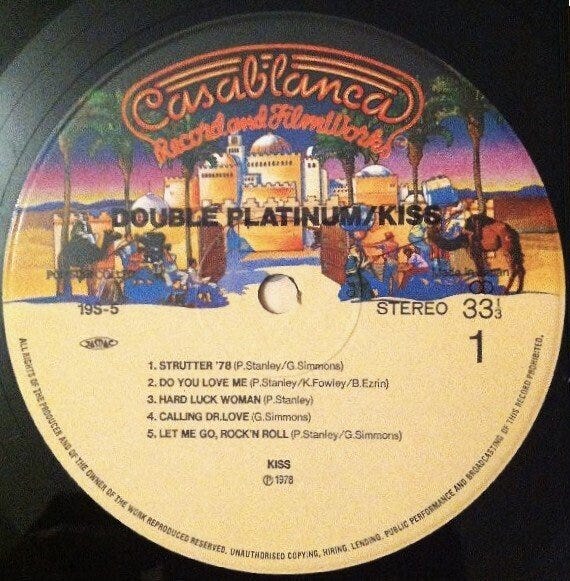 Casablanca
Record and FilmWorks
DOUBLE PLATINUM/KISS
19S-5
STEREO 33 1/3
1
1. STRUTTER '78 (P.Stanley/G.Simmons)
2. DO YOU LOVE ME (P.Stanley/K.Fowley/B.Ezrin)
3. HARD LUCK WOMAN (P.Stanley)
4. CALLING DR.LOVE (G.Simmons)
5. LET ME GO, ROCK'N ROLL (P.Stanley/G.Simmons)
KISS
Ⓟ 1978
ALL RIGHTS OF THE PRODUCER AND OF THE OWNER OF THE WORK REPRODUCED RESERVED. UNAUTHORISED COPYING, HIRING, LENDING, PUBLIC PERFORMANCE AND BROADCASTING OF THIS RECORD PROHIBITED.